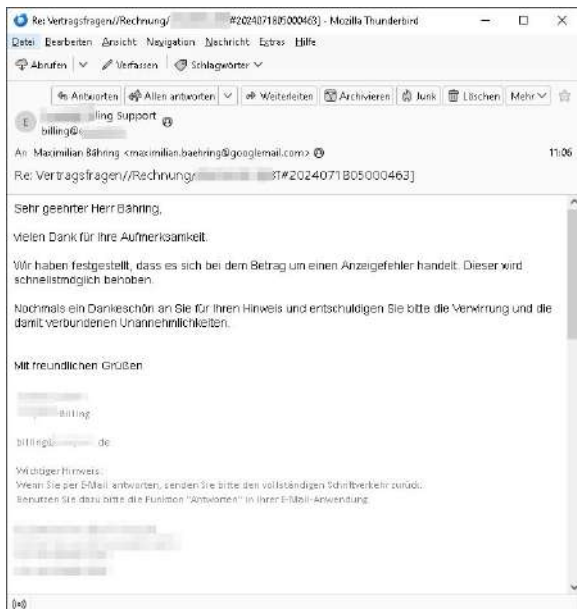 Re: Vertragsfragen//Rechnung/ #2024071805000463] - Mozilla Thunderbird
Datei Bearbeiten Ansicht Navigation Nachricht Extras Hilfe
Abrufen Verfassen Schlagwörter
Antworten Allen antworten Weiterleiten Archivieren Junk Löschen Mehr
E
ling Support
billing@
An Maximilian Bähring <maximilian.baehring@googlemail.com> 11:06
Re: Vertragsfragen//Rechnung/ T#2024071805000463]
Sehr geehrter Herr Bähring,
vielen Dank für Ihre Aufmerksamkeit.
Wir haben festgestellt, dass es sich bei dem Betrag um einen Anzeigefehler handelt. Dieser wird
schnellstmöglich behoben.
Nochmals ein Dankeschön an Sie für Ihren Hinweis und entschuldigen Sie bitte die Verwirrung und die
damit verbundenen Unannehmlichkeiten.
Mit freundlichen Grüßen
Billing
billing@ de
Wichtiger Hinweis:
Wenn Sie per E-Mail antworten, senden Sie bitte den vollständigen Schriftverkehr zurück.
Benutzen Sie dazu bitte die Funktion "Antworten" in Ihrer E-Mail-Anwendung.